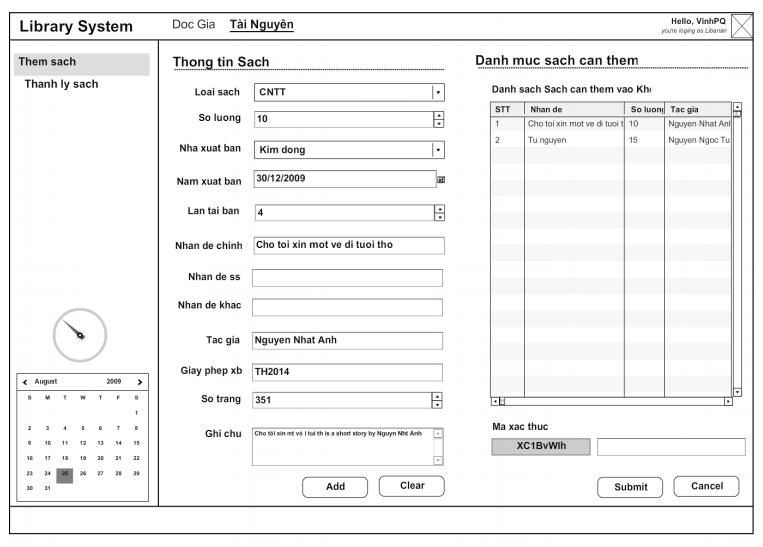 Library System
Doc Gia Tài Nguyên
Hello, VinhPQ
you're loging as Libarian
Them sach
Thanh ly sach
August 2009
S M T W T F S
1
2 3 4 5 6 7 8
9 10 11 12 13 14 15
16 17 18 19 20 21 22
23 24 25 26 27 28 29
30 31
Thong tin Sach
Loai sach CNTT
So luong 10
Nha xuat ban Kim dong
Nam xuat ban 30/12/2009
Lan tai ban 4
Nhan de chinh Cho toi xin mot ve di tuoi tho
Nhan de ss
Nhan de khac
Tac gia Nguyen Nhat Anh
Giay phep xb TH2014
So trang 351
Ghi chu Cho tôi xin mt vé i tui th is a short story by Nguyn Nht Ánh
Add Clear
Danh muc sach can them
Danh sach Sach can them vao Kho
STT Nhan de So luong Tac gia
1 Cho toi xin mot ve di tuoi t 10 Nguyen Nhat Anh
2 Tu nguyen 15 Nguyen Ngoc Tu
Ma xac thuc
XC1BvWlh
Submit Cancel